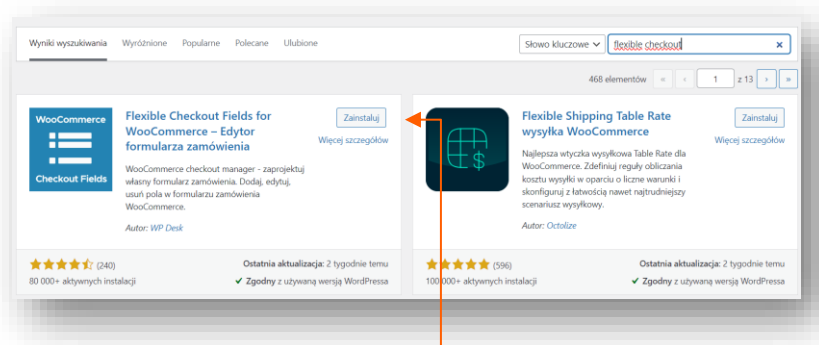 Wyniki wyszukiwania Wyróżnione Popularne Polecane Ulubione Słowo kluczowe flexible checkout
468 elementów « ‹ 1 z 13 › »
WooCommerce
Checkout Fields
Flexible Checkout Fields for
WooCommerce – Edytor
formularza zamówienia
Zainstaluj
Więcej szczegółów
WooCommerce checkout manager - zaprojektuj
własny formularz zamówienia. Dodaj, edytuj,
usuń pola w formularzu zamówienia
WooCommerce.
Autor: WP Desk
(240)
80 000+ aktywnych instalacji
Ostatnia aktualizacja: 2 tygodnie temu
Zgodny z używaną wersją WordPressa
Flexible Shipping Table Rate
wysyłka WooCommerce
Zainstaluj
Więcej szczegółów
Najlepsza wtyczka wysyłkowa Table Rate dla
WooCommerce. Zdefiniuj reguły obliczania
kosztu wysyłki w oparciu o liczne warunki i
skonfiguruj z łatwością nawet najtrudniejszy
scenariusz wysyłkowy.
Autor: Octolize
(596)
100 000+ aktywnych instalacji
Ostatnia aktualizacja: 2 tygodnie temu
Zgodny z używaną wersją WordPressa